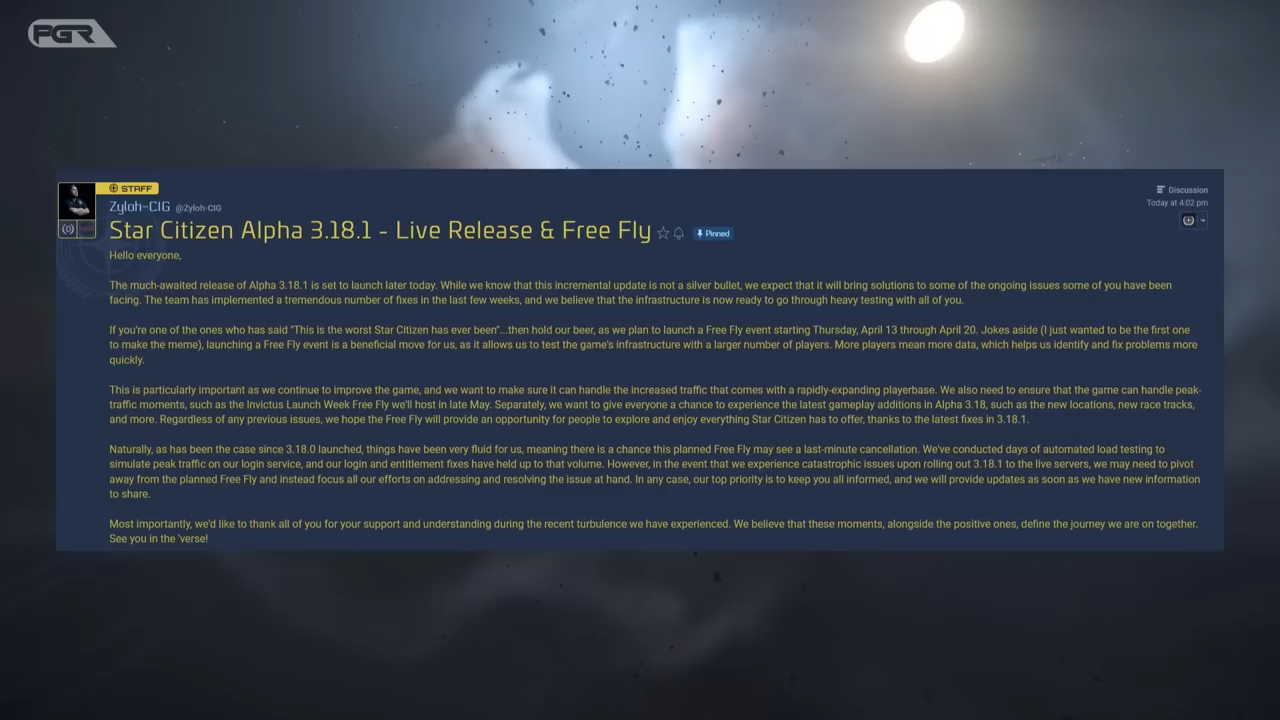 PGR
STAFF
Zyloh-CIG @Zyloh-CIG
Discussion
Today at 4:02 pm
Star Citizen Alpha 3.18.1 - Live Release & Free Fly
Pinned
Hello everyone,
The much-awaited release of Alpha 3.18.1 is set to launch later today. While we know that this incremental update is not a silver bullet, we expect that it will bring solutions to some of the ongoing issues some of you have been
facing. The team has implemented a tremendous number of fixes in the last few weeks, and we believe that the infrastructure is now ready to go through heavy testing with all of you.
If you're one of the ones who has said "This is the worst Star Citizen has ever been"...then hold our beer, as we plan to launch a Free Fly event starting Thursday, April 13 through April 20. Jokes aside (I just wanted to be the first one
to make the meme), launching a Free Fly event is a beneficial move for us, as it allows us to test the game's infrastructure with a larger number of players. More players mean more data, which helps us identify and fix problems more
quickly.
This is particularly important as we continue to improve the game, and we want to make sure it can handle the increased traffic that comes with a rapidly-expanding playerbase. We also need to ensure that the game can handle peak-
traffic moments, such as the Invictus Launch Week Free Fly we'll host in late May. Separately, we want to give everyone a chance to experience the latest gameplay additions in Alpha 3.18, such as the new locations, new race tracks,
and more. Regardless of any previous issues, we hope the Free Fly will provide an opportunity for people to explore and enjoy everything Star Citizen has to offer, thanks to the latest fixes in 3.18.1.
Naturally, as has been the case since 3.18.0 launched, things have been very fluid for us, meaning there is a chance this planned Free Fly may see a last-minute cancellation. We've conducted days of automated load testing to
simulate peak traffic on our login service, and our login and entitlement fixes have held up to that volume. However, in the event that we experience catastrophic issues upon rolling out 3.18.1 to the live servers, we may need to pivot
away from the planned Free Fly and instead focus all our efforts on addressing and resolving the issue at hand. In any case, our top priority is to keep you all informed, and we will provide updates as soon as we have new information
to share.
Most importantly, we'd like to thank all of you for your support and understanding during the recent turbulence we have experienced. We believe that these moments, alongside the positive ones, define the journey we are on together.
See you in the 'verse!